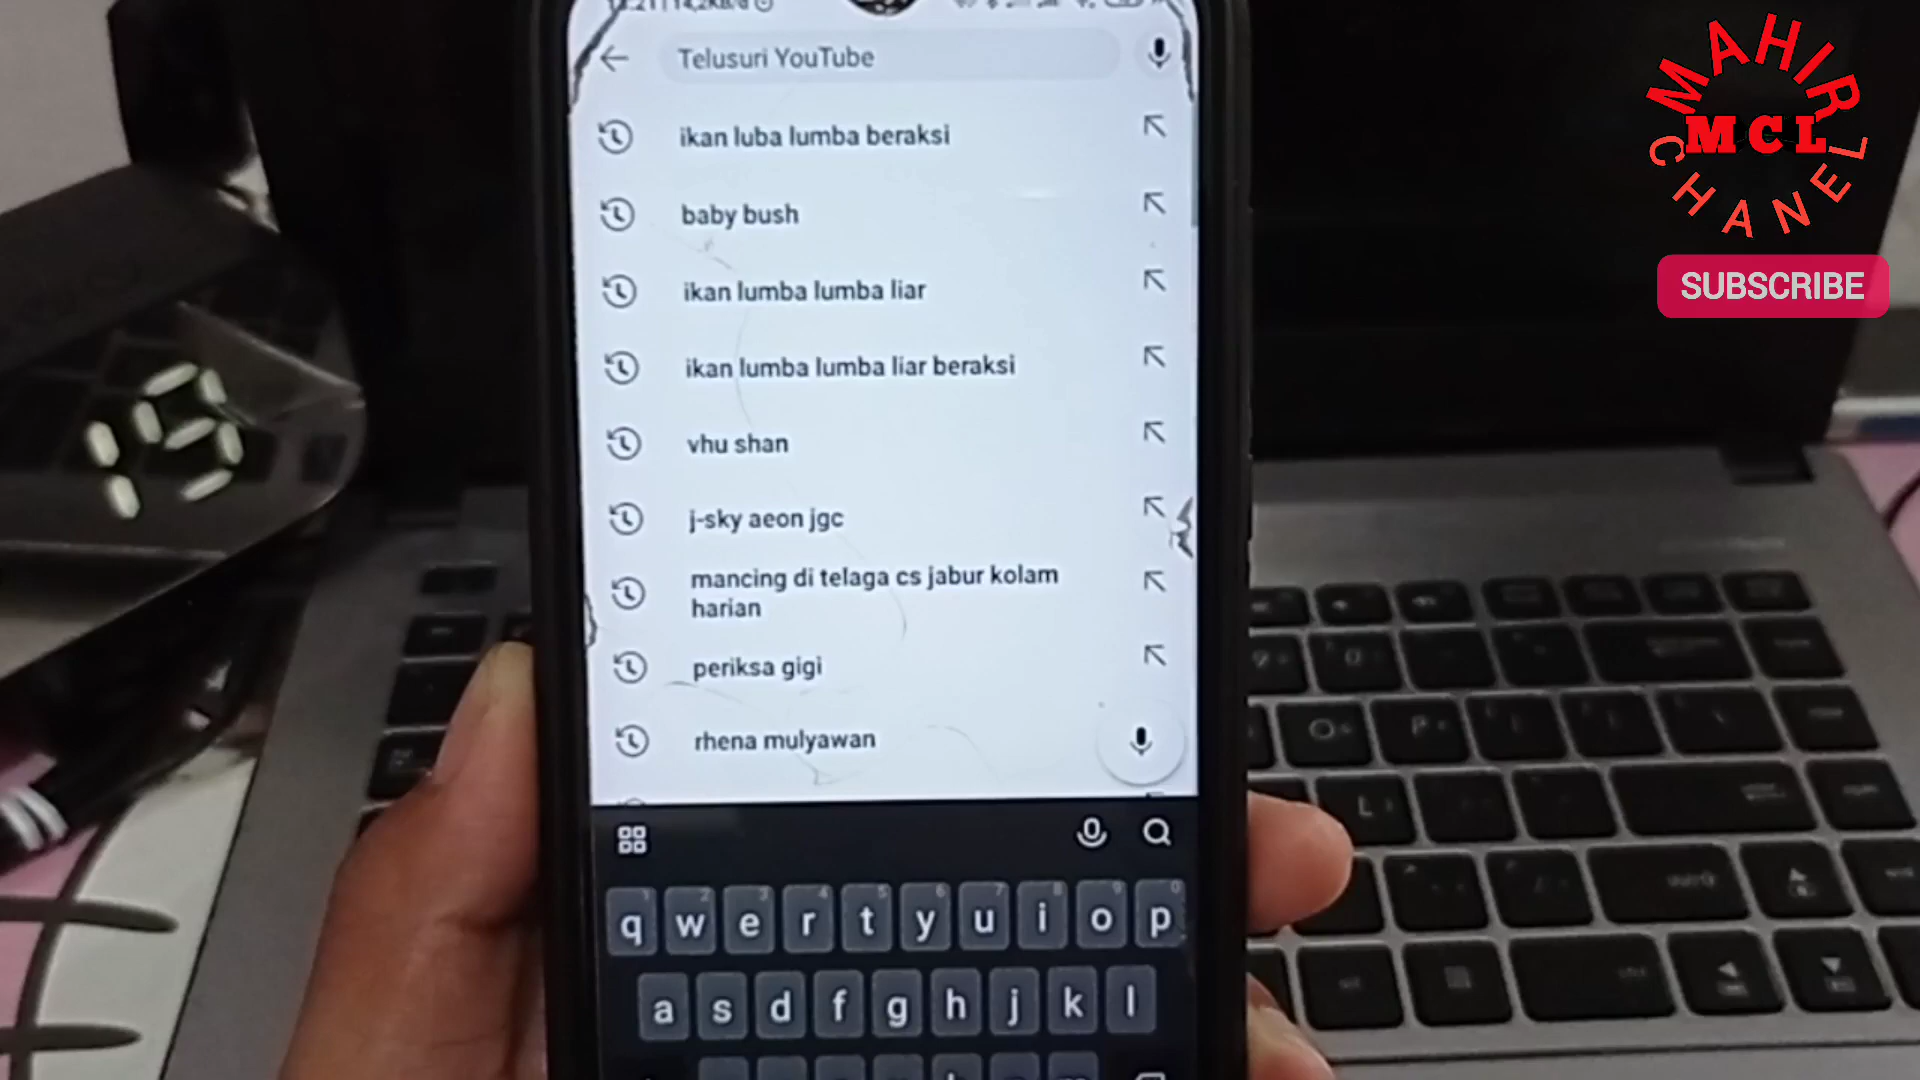 Telusuri YouTube
ikan luba lumba beraksi
baby bush
ikan lumba lumba liar
ikan lumba lumba liar beraksi
vhu shan
j-sky aeon jgc
mancing di telaga cs jabur kolam
harian
periksa gigi
rhena mulyawan
q w e r t y u i o p
a s d f g h j k l
MAHIR
MCL
CHANEL
SUBSCRIBE
19